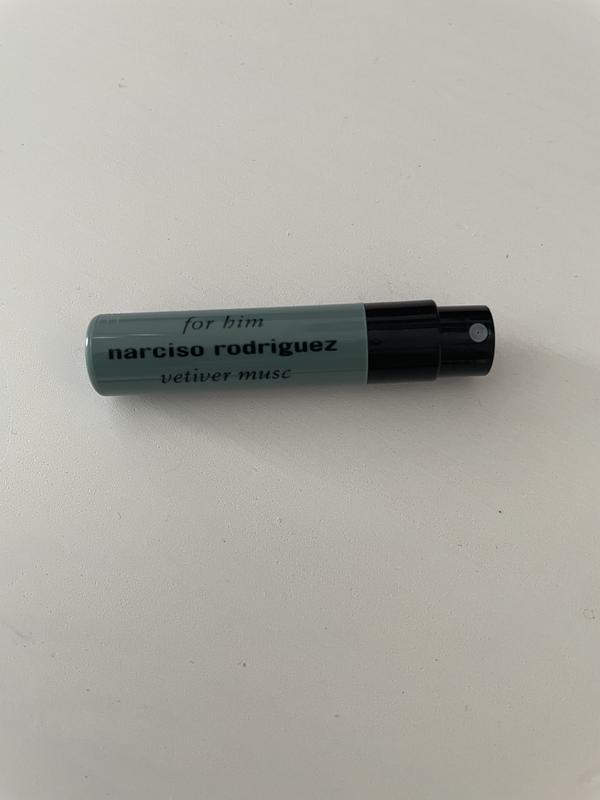 for him
narciso rodriguez
vetiver musc